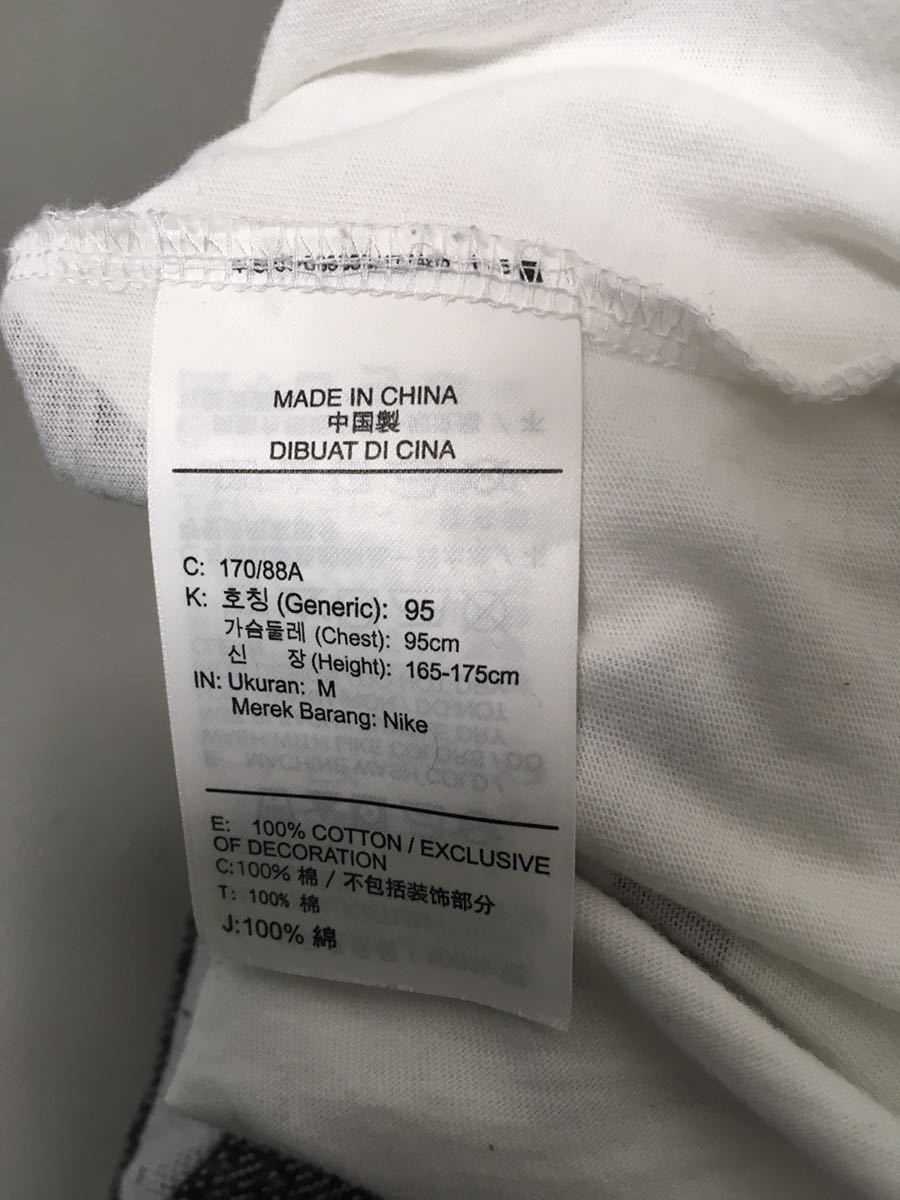 MADE IN CHINA
中国製
DIBUAT DI CINA
C: 170/88A
K: 호칭 (Generic): 95
가슴둘레 (Chest): 95cm
신 장 (Height): 165-175cm
IN: Ukuran: M
Merek Barang: Nike
E: 100% COTTON / EXCLUSIVE
OF DECORATION
C:100% 棉 / 不包括装饰部分
T: 100% 棉
J:100% 綿